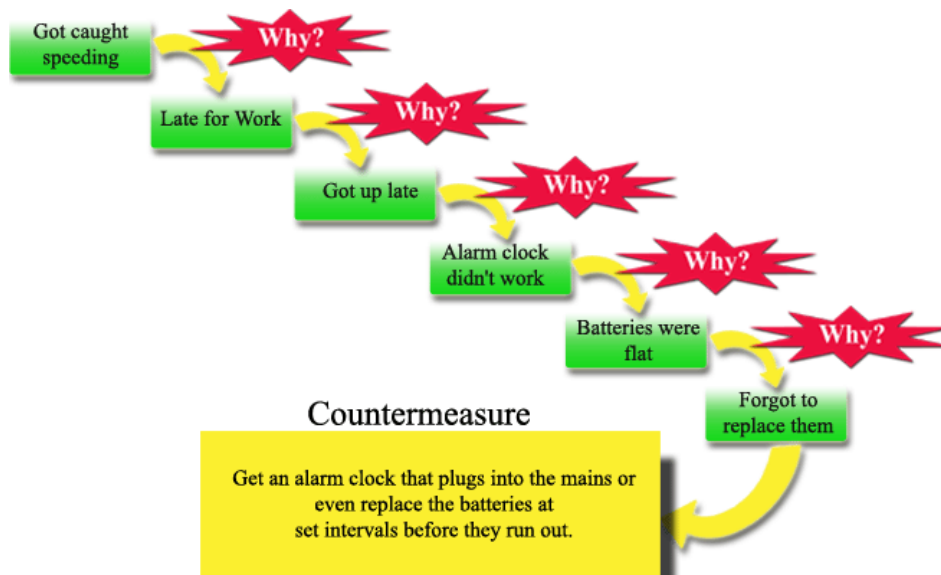 Got caught
speeding
Why?
Late for Work
Why?
Got up late
Why?
Alarm clock
didn't work
Why?
Batteries were
flat
Why?
Forgot to
replace them
Countermeasure
Get an alarm clock that plugs into the mains or
even replace the batteries at
set intervals before they run out.